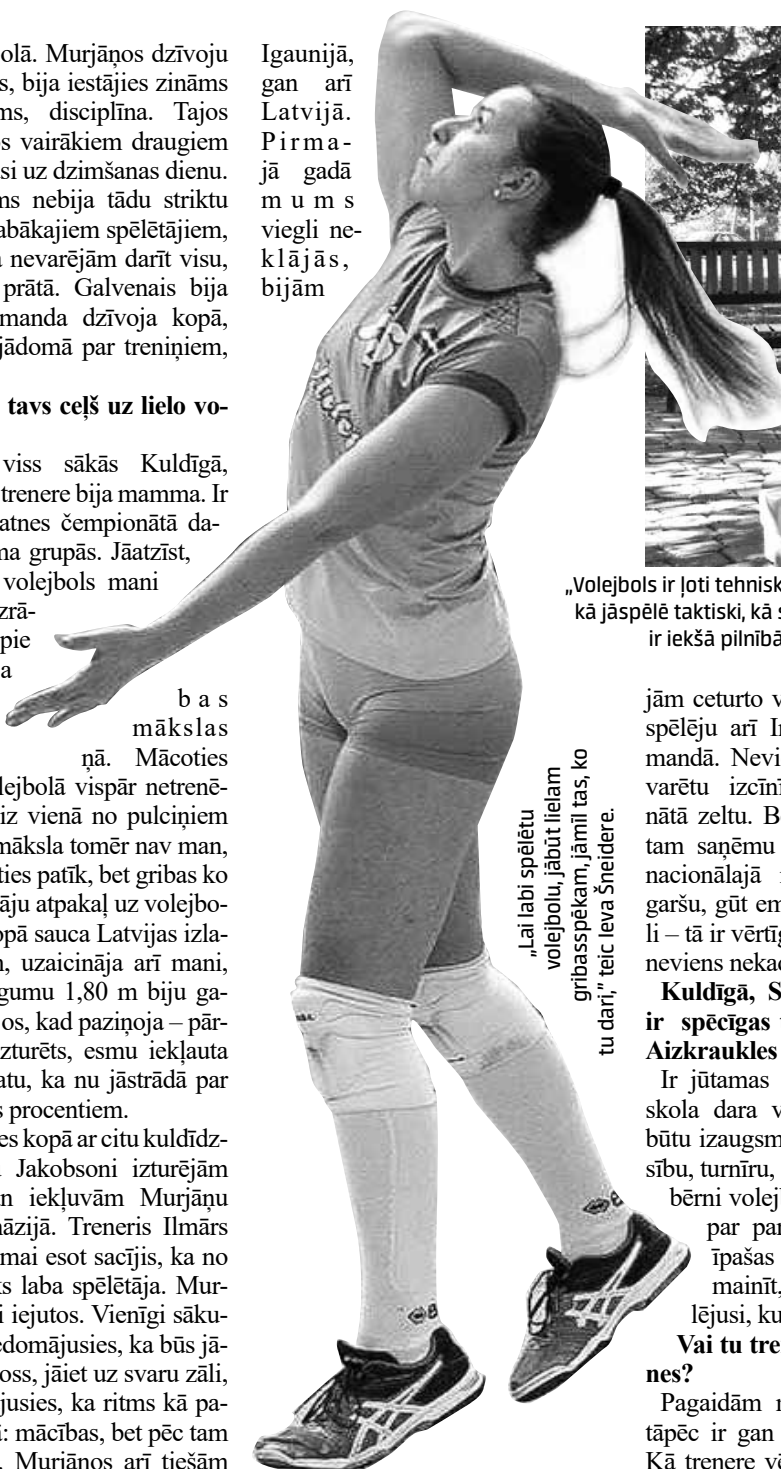 olā. Murjāņos dzīvoju
s, bija iestājies zināms
ms, disciplīna. Tajos
os vairākiem draugiem
si uz dzimšanas dienu.
ms nebija tādu striktu
abākajiem spēlētājiem,
a nevarējām darīt visu,
prātā. Galvenais bija
manda dzīvoja kopā,
jādomā par treniņiem,
tavs ceļš uz lielo vo-
viss sākās Kuldīgā,
trenere bija mamma. Ir
atnes čempionātā da-
ma grupās. Jāatzīst,
volejbols mani
zrā-
pie
a
bas
mākslas
ņā. Mācoties
lejbolā vispār netrenē-
iz vienā no pulciņiem
māksla tomēr nav man,
ties patīk, bet gribas ko
āju atpakaļ uz volejbo-
opā sauca Latvijas izla-
n, uzaicināja arī mani,
gumu 1,80 m biju ga-
os, kad paziņoja – pār-
zturēts, esmu iekļauta
atu, ka nu jāstrādā par
s procentiem.
es kopā ar citu kuldīdz-
Jakobsoni izturējām
n iekļuvām Murjāņu
nāzijā. Treneris Ilmārs
mai esot sacījis, ka no
ks laba spēlētāja. Mur-
i iejutos. Vienīgi sāku-
edomājusies, ka būs jā-
oss, jāiet uz svaru zāli,
jusies, ka ritms kā pa-
ā: mācības, bet pēc tam
Murjāņos arī tiešām
Igaunijā,
gan arī
Latvijā.
Pirma-
jā gadā
mums
viegli ne-
klājās,
bijām
„Lai labi spēlētu
volejbolu, jābūt lielam
gribasspēkam, jāmīl tas, ko
tu dari,” teic Ieva Šneidere.
„Volejbols ir ļoti tehnisk
kā jāspēlē taktiski, kā s
ir iekšā pilnībā
jām ceturto v
spēlēju arī In
mandā. Nevi
varētu izcīnī
nātā zeltu. B
tam saņēmu
nacionālajā
garšu, gūt em
li – tā ir vērtīg
neviens nekad
Kuldīgā, S
ir spēcīgas
Aizkraukles
Ir jūtamas
skola dara v
būtu izaugsm
sību, turnīru,
bērni volej
par par
īpašas
mainīt,
lējusi, ku
Vai tu tre
nes?
Pagaidām n
tāpēc ir gan
Kā trenere vē